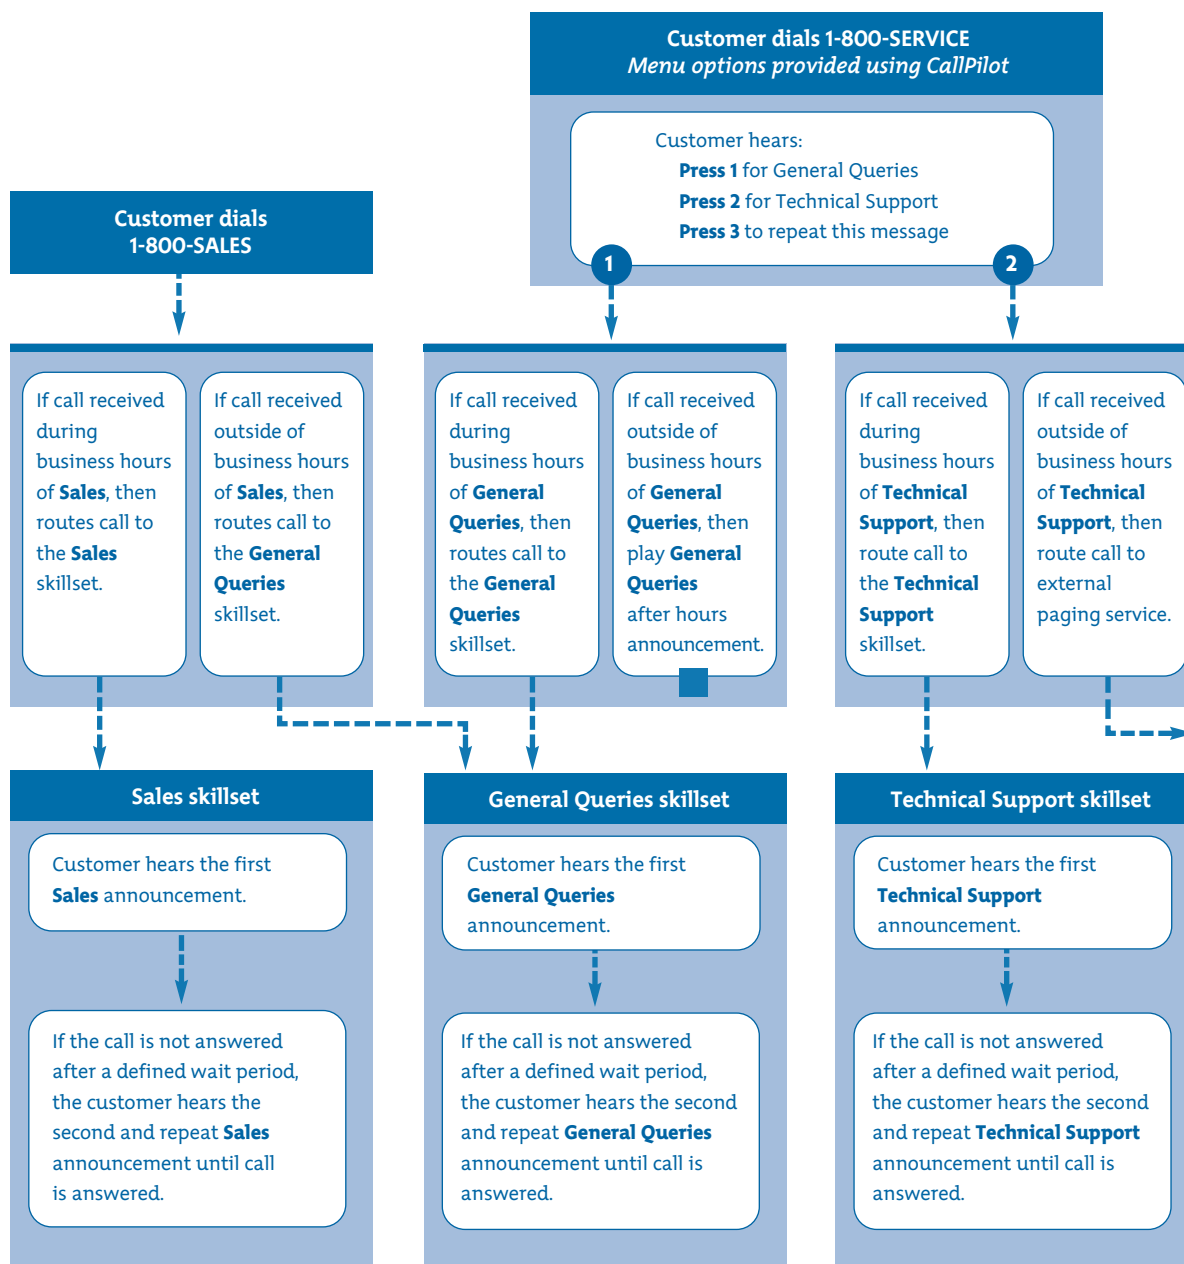 Customer dials 1-800-SERVICE
Menu options provided using CallPilot
Customer hears:
Press 1 for General Queries
Press 2 for Technical Support
Press 3 to repeat this message
1
2
Customer dials
1-800-SALES
If call received
during
business hours
of Sales, then
routes call to
the Sales
skillset.
If call received
outside of
business hours
of Sales, then
routes call to
the General
Queries
skillset.
If call received
during
business hours
of General
Queries, then
routes call to
the General
Queries
skillset.
If call received
outside of
business hours
of General
Queries, then
play General
Queries
after hours
announcement.
If call received
during
business hours
of Technical
Support, then
route call to
the Technical
Support
skillset.
If call received
outside of
business hours
of Technical
Support, then
route call to
external
paging service.
Sales skillset
Customer hears the first
Sales announcement.
If the call is not answered
after a defined wait period,
the customer hears the
second and repeat Sales
announcement until call
is answered.
General Queries skillset
Customer hears the first
General Queries
announcement.
If the call is not answered
after a defined wait period,
the customer hears the second
and repeat General Queries
announcement until call is
answered.
Technical Support skillset
Customer hears the first
Technical Support
announcement.
If the call is not answered
after a defined wait period,
the customer hears the second
and repeat Technical Support
announcement until call is
answered.